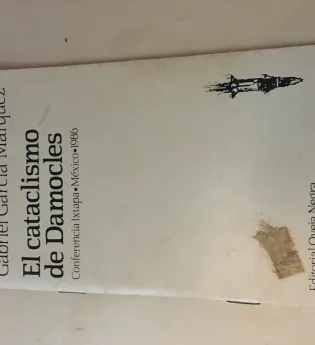 Gabriel García Márquez
El cataclismo
de Damocles
Conferencia Ixtapa•México•1986
Editorial Oveja Negra